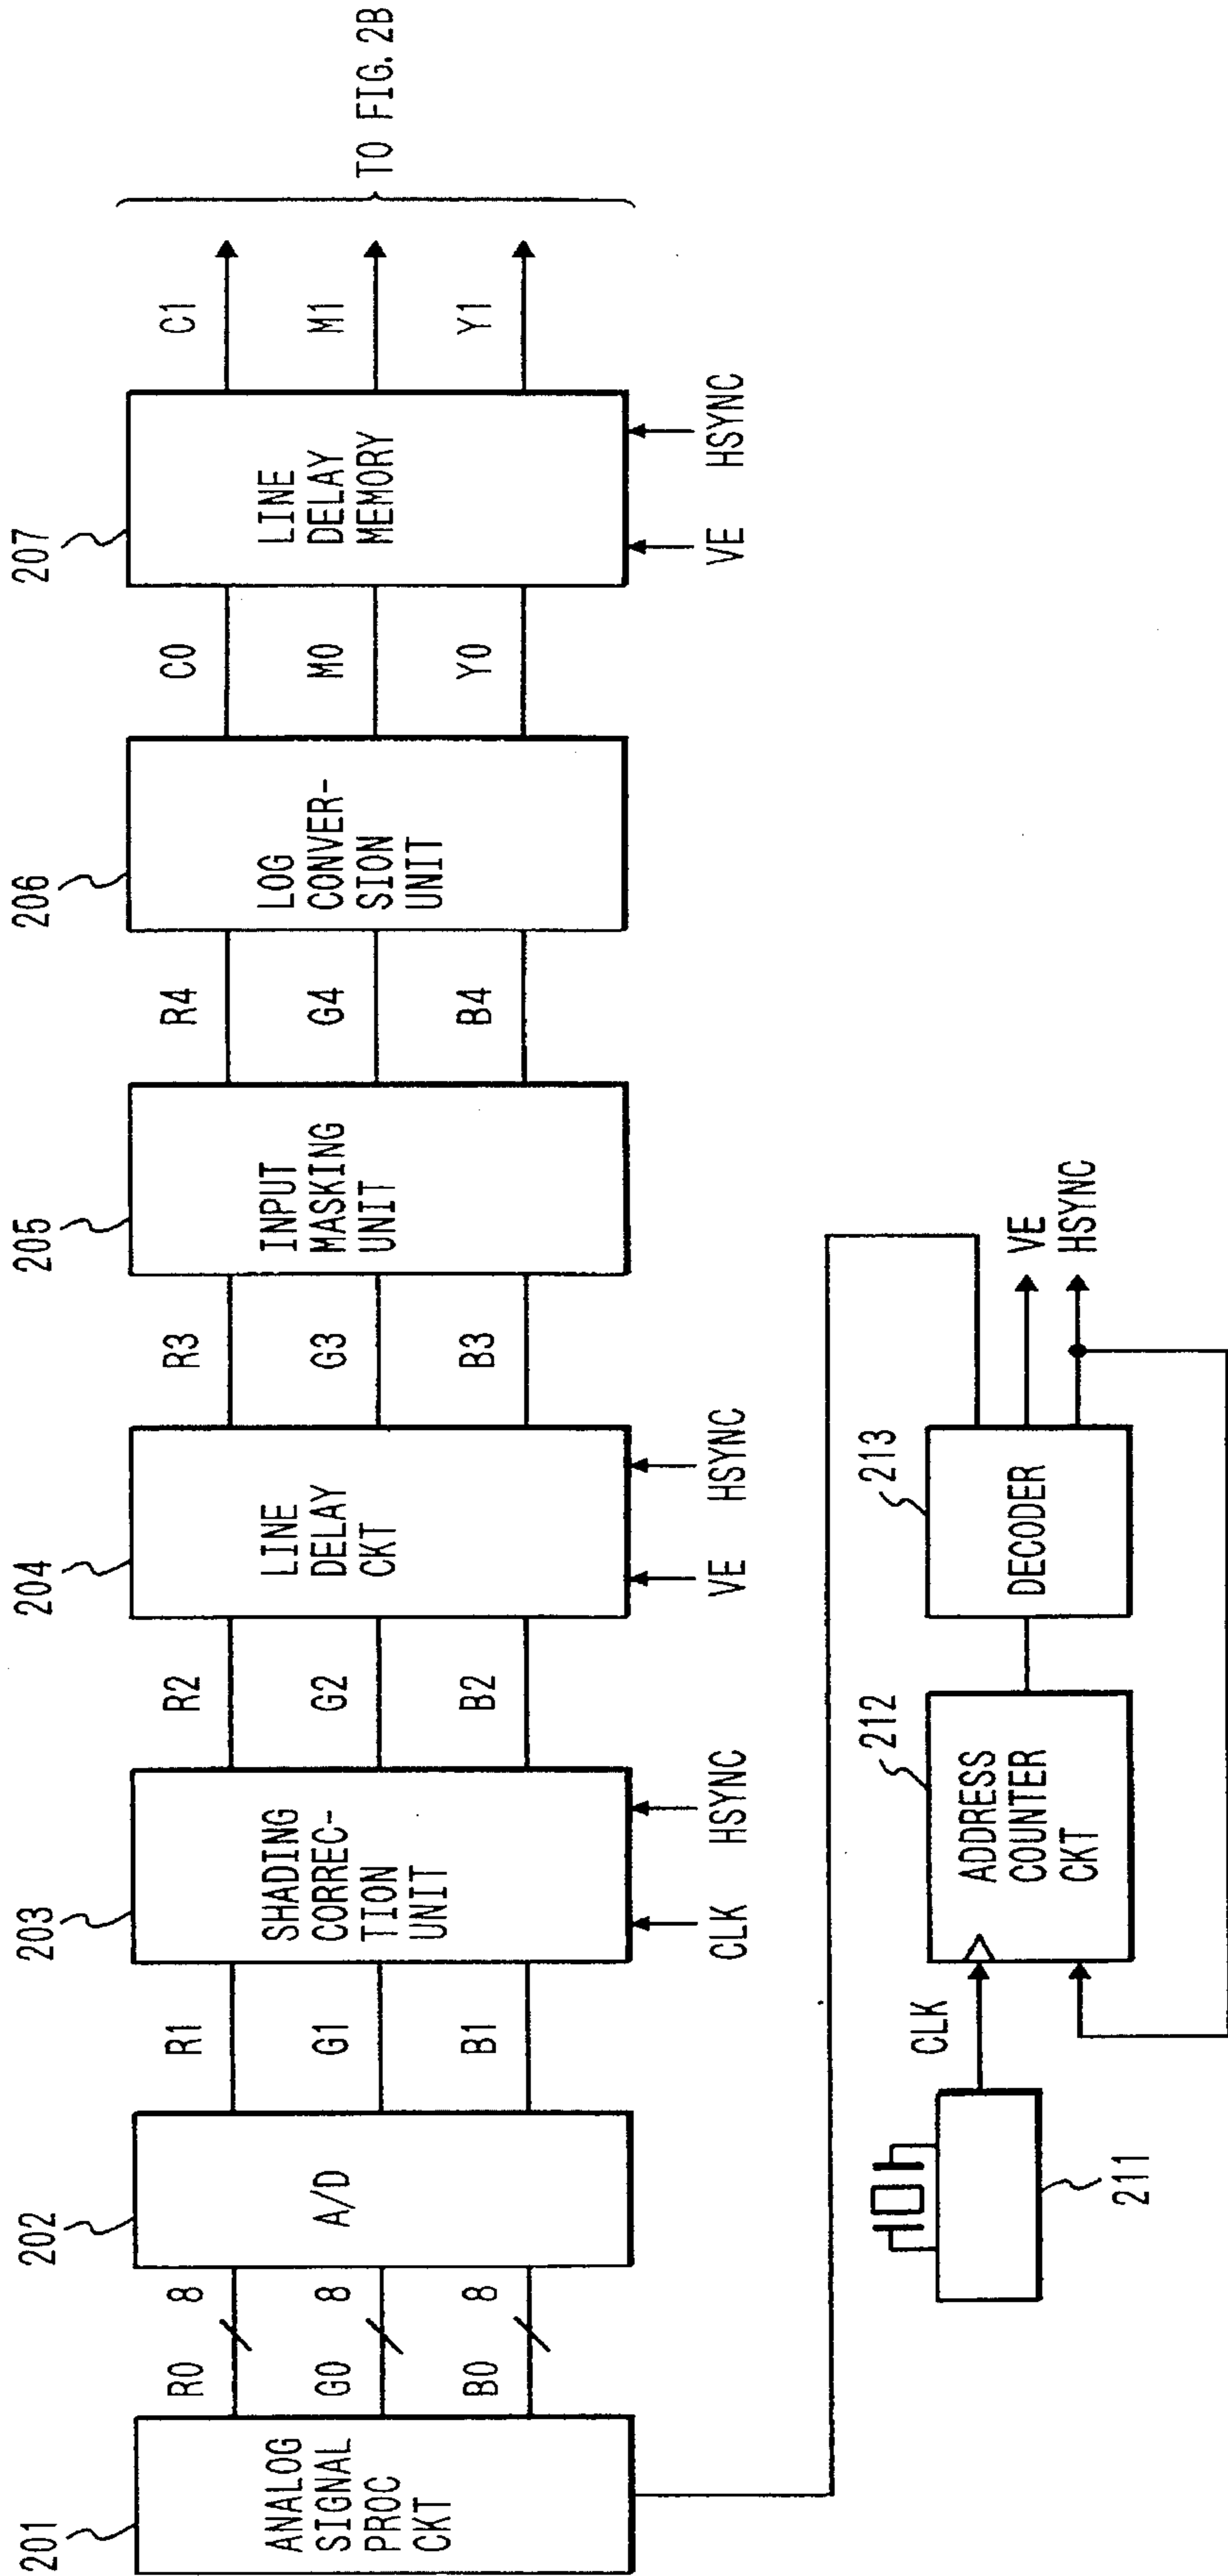 201
ANALOG
SIGNAL
PROC
CKT
R0 8
G0 8
B0 8
202
A/D
R1
G1
B1
203
SHADING
CORREC-
TION
UNIT
CLK
HSYNC
R2
G2
B2
204
LINE
DELAY
CKT
VE
HSYNC
R3
G3
B3
205
INPUT
MASKING
UNIT
R4
G4
B4
206
LOG
CONVER-
SION
UNIT
C0
M0
Y0
207
LINE
DELAY
MEMORY
VE
HSYNC
C1
M1
Y1
TO FIG. 2B
211
CLK
212
ADDRESS
COUNTER
CKT
213
DECODER
VE
HSYNC